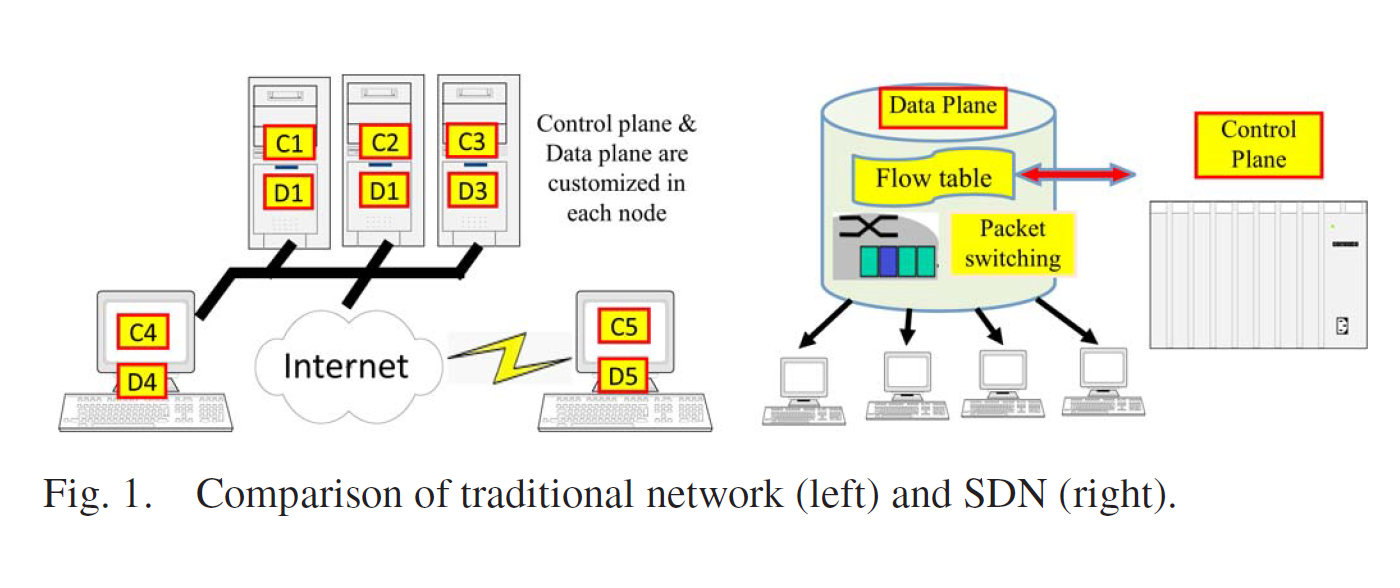 C1
C2
C3
D1
D1
D3
Control plane &
Data plane are
customized in
each node
C4
D4
Internet
C5
D5
Data Plane
Flow table
Packet
switching
Control
Plane
Fig. 1. Comparison of traditional network (left) and SDN (right).